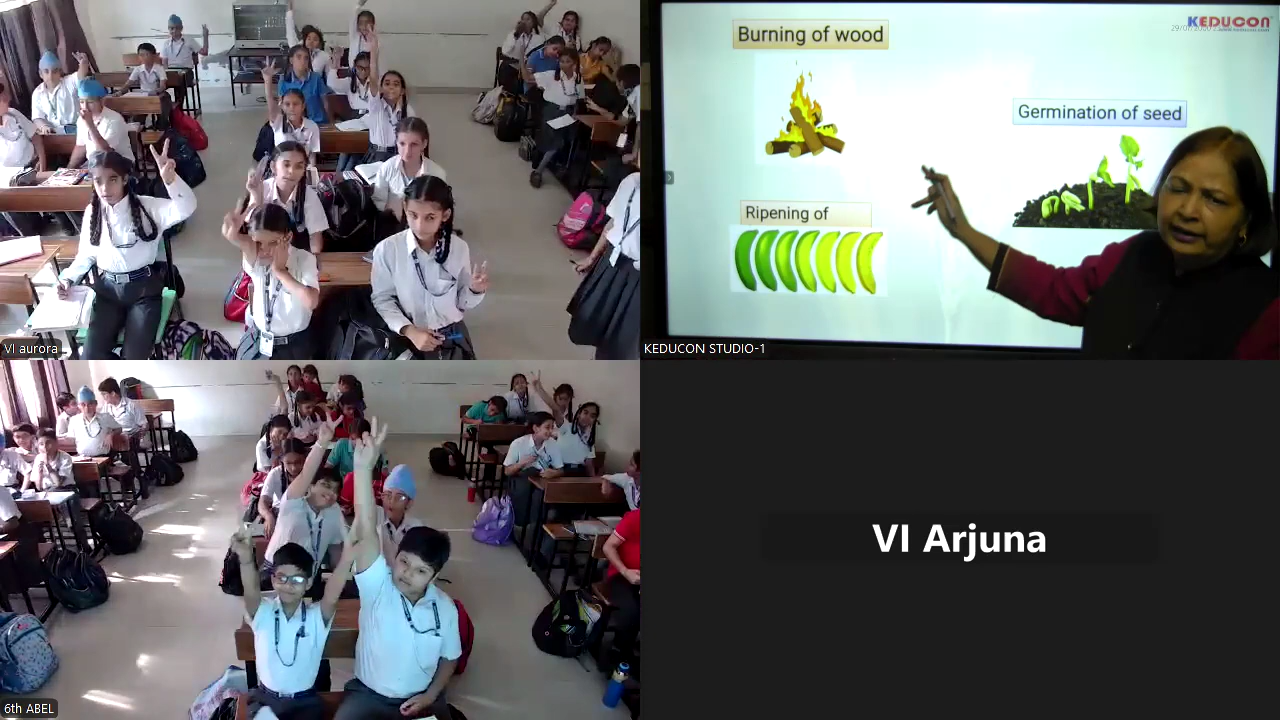 KEDUCON
Burning of wood
Germination of seed
Ripening of
VI aurora
KEDUCON STUDIO-1
VI Arjuna
6th ABEL